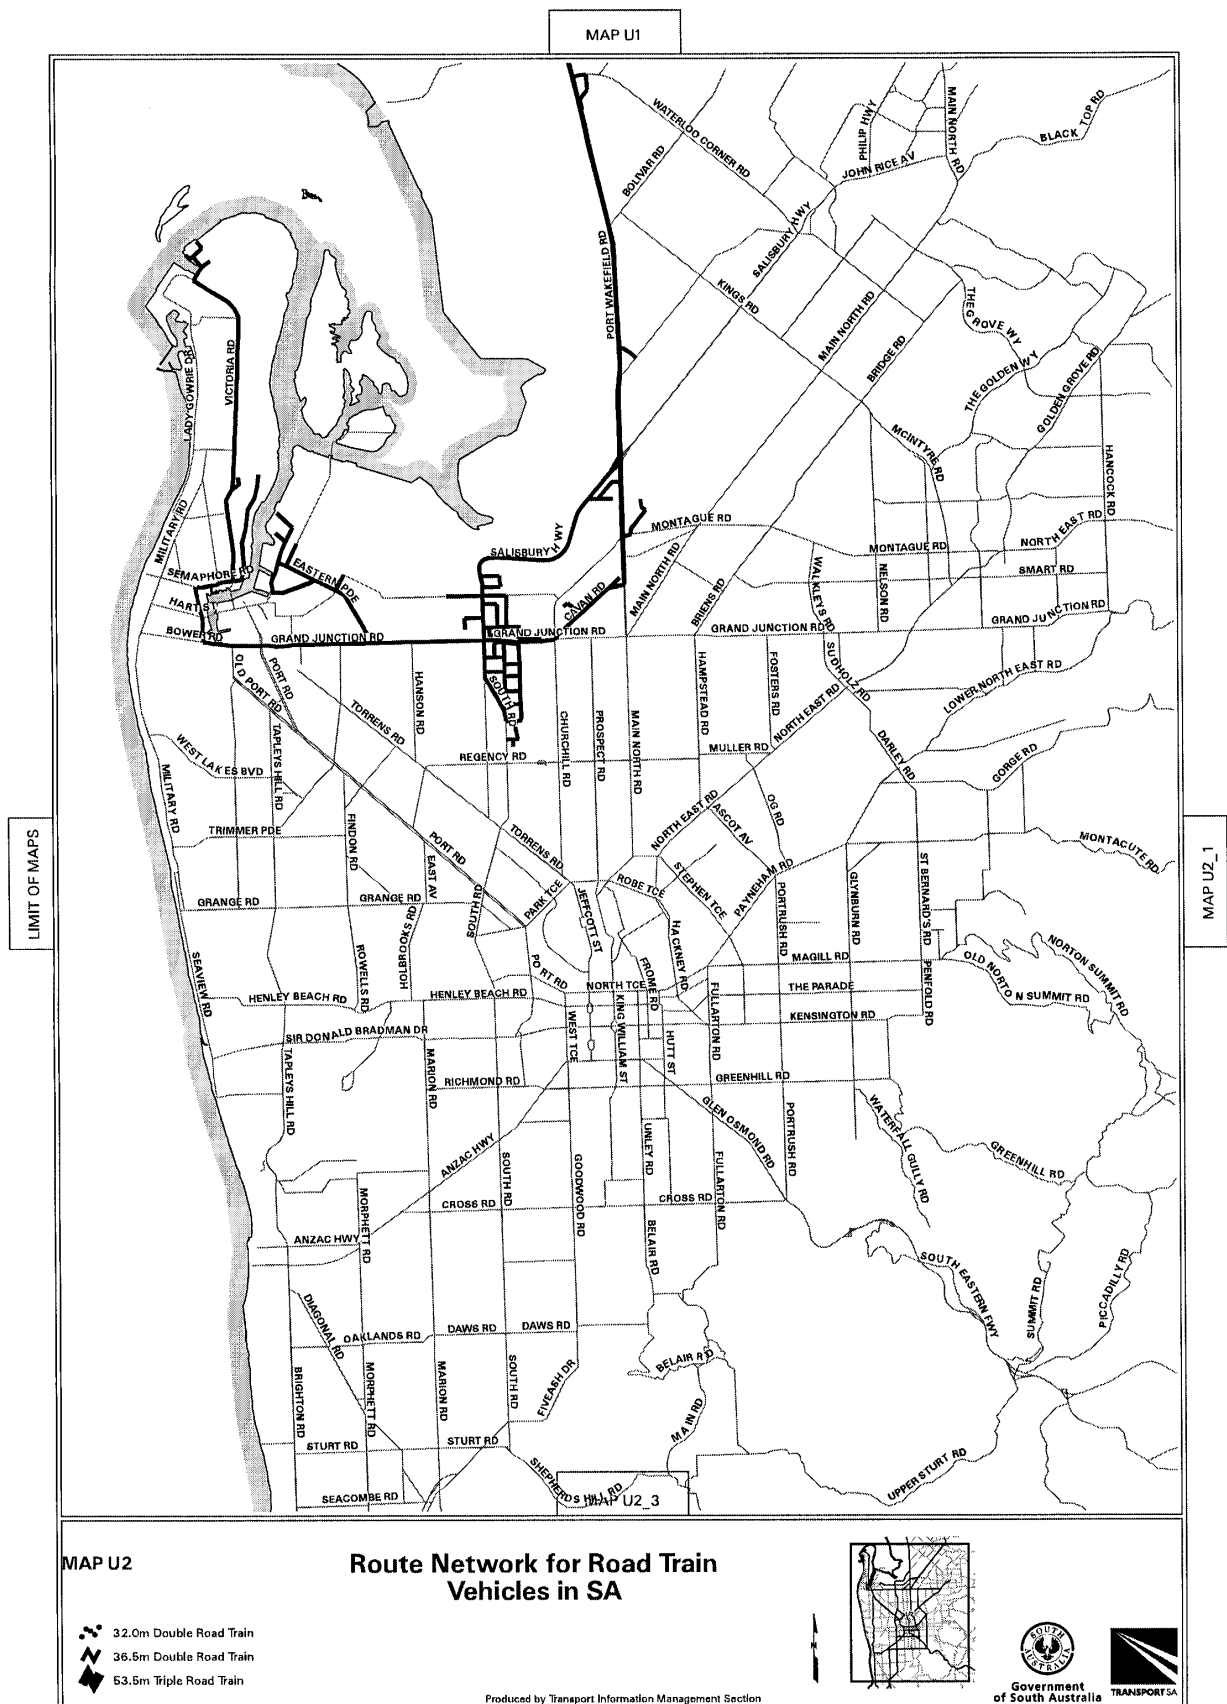 MAP U1
WATERLOO CORNER RD
PHILIP HWY
MAIN NORTH RD
BLACK TOP RD
JOHN RICE AV
BOLIVAR RD
SALISBURY HWY
PORT WAKEFIELD RD
KINGS RD
THE GROVE WY
MAIN NORTH RD
BRIDGE RD
THE GOLDEN WY
GOLDEN GROVE RD
LADY GOWRIE DR
VICTORIA RD
MCINTYRE RD
HANCOCK RD
MILITARY RD
MONTAGUE RD
NORTH EAST RD
SALISBURY HWY
MONTAGUE RD
SEMAPHORE RD
EASTERN PDE
CAVAN RD
MAIN NORTH RD
BRIENS RD
WALKLEYS RD
NELSON RD
SMART RD
HART ST
BOWER RD
GRAND JUNCTION RD
GRAND JUNCTION RD
GRAND JUNCTION RD
GRAND JUNCTION RD
OLD PORT RD
PORT RD
TORRENS RD
HANSON RD
SOUTH RD
HAMPSTEAD RD
FOSTERS RD
SUDHOLZ RD
LOWER NORTH EAST RD
NORTH EAST RD
WEST LAKES BVD
TAPLEYS HILL RD
REGENCY RD
CHURCHILL RD
PROSPECT RD
MAIN NORTH RD
MULLER RD
DARLEY RD
GORGE RD
MILITARY RD
TRIMMER PDE
FINDON RD
PORT RD
TORRENS RD
NORTH EAST RD
ASCOT AV
OG RD
MONTACUTE RD
LIMIT OF MAPS
MAP U2_1
EAST AV
GRANGE RD
GRANGE RD
HOLBROOKS RD
SOUTH RD
PARK TCE
JEFFCOTT ST
ROBE TCE
STEPHEN TCE
PAYNEHAM RD
PORTRUSH RD
GLYNBURN RD
ST BERNARD'S RD
SEAVIEW RD
ROWELLS RD
PORT RD
HACKNEY RD
FROME RD
MAGILL RD
PENFOLD RD
OLD NORTON SUMMIT RD
NORTON SUMMIT RD
HENLEY BEACH RD
HENLEY BEACH RD
NORTH TCE
THE PARADE
SIR DONALD BRADMAN DR
WEST TCE
KING WILLIAM ST
HUTT ST
FULLARTON RD
KENSINGTON RD
TAPLEYS HILL RD
MARION RD
RICHMOND RD
GREENHILL RD
GLEN OSMOND RD
PORTRUSH RD
WATERFALL GULLY RD
GREENHILL RD
ANZAC HWY
SOUTH RD
GOODWOOD RD
UNLEY RD
FULLARTON RD
CROSS RD
CROSS RD
MORPHETT RD
ANZAC HWY
BELAIR RD
SOUTH EASTERN FWY
SUMMIT RD
PICCADILLY RD
DIAGONAL RD
OAKLANDS RD
DAWS RD
DAWS RD
BRIGHTON RD
MORPHETT RD
MARION RD
SOUTH RD
FIVEASH DR
BELAIR RD
MAIN RD
STURT RD
STURT RD
UPPER STURT RD
SEACOMBE RD
SHEPHERDS HILL RD
MAP U2_3
MAP U2
Route Network for Road Train
Vehicles in SA
32.0m Double Road Train
36.5m Double Road Train
53.5m Triple Road Train
SOUTH
AUSTRALIA
Government
of South Australia
TRANSPORT SA
Produced by Transport Information Management Section